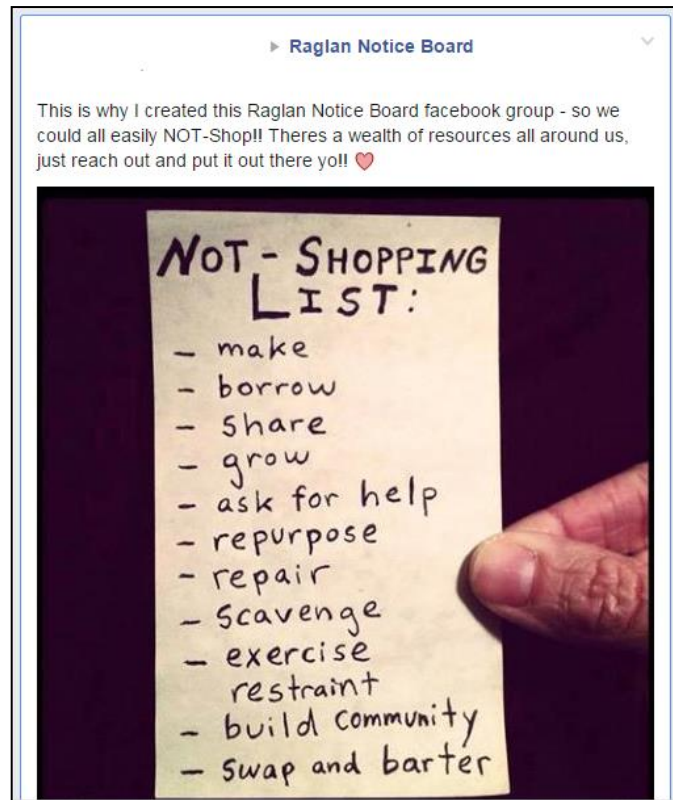 Raglan Notice Board
This is why I created this Raglan Notice Board facebook group - so we
could all easily NOT-Shop!! Theres a wealth of resources all around us,
just reach out and put it out there yo!!
NOT - SHOPPING
LIST:
- make
- borrow
- share
- grow
- ask for help
- repurpose
- repair
- scavenge
- exercise
restraint
- build community
- swap and barter